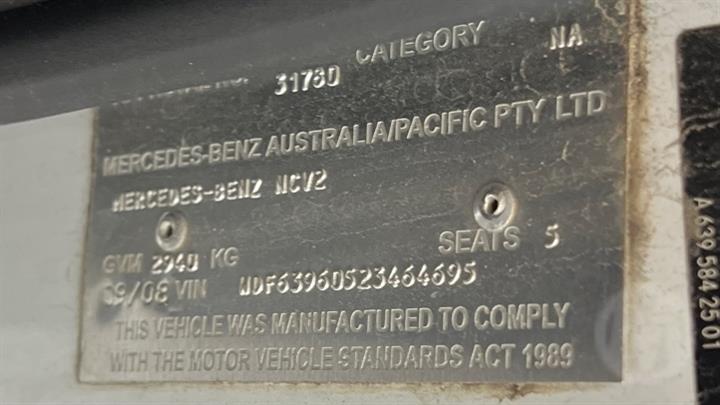 31780 CATEGORY NA
MERCEDES-BENZ AUSTRALIA/PACIFIC PTY LTD
MERCEDES-BENZ NCV2
GVM 2940 KG SEATS 5
09/08 VIN WDF63960523464695
THIS VEHICLE WAS MANUFACTURED TO COMPLY
WITH THE MOTOR VEHICLE STANDARDS ACT 1989
A 639 584 25 01